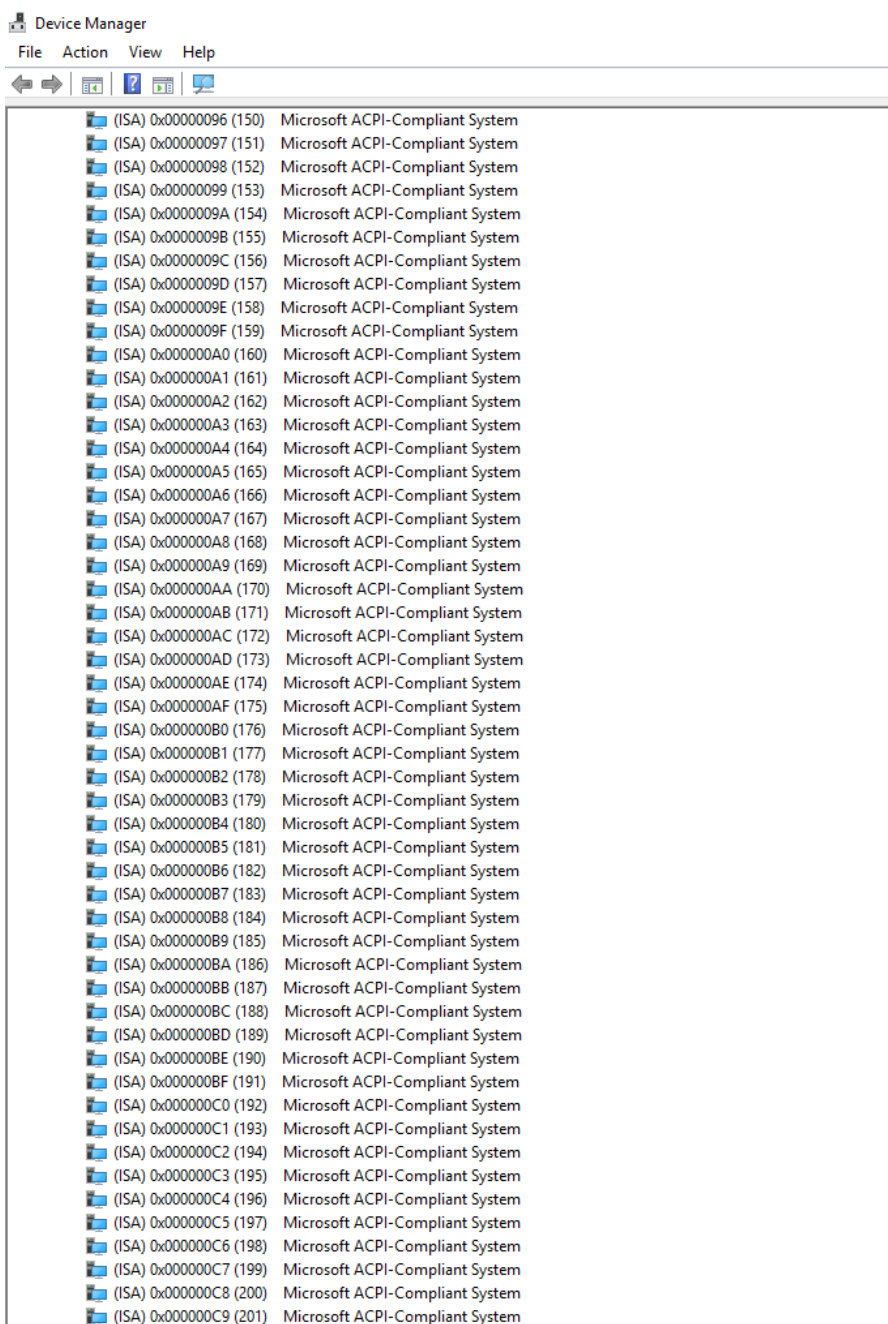 Device Manager
File Action View Help
(ISA) 0x00000096 (150) Microsoft ACPI-Compliant System
(ISA) 0x00000097 (151) Microsoft ACPI-Compliant System
(ISA) 0x00000098 (152) Microsoft ACPI-Compliant System
(ISA) 0x00000099 (153) Microsoft ACPI-Compliant System
(ISA) 0x0000009A (154) Microsoft ACPI-Compliant System
(ISA) 0x0000009B (155) Microsoft ACPI-Compliant System
(ISA) 0x0000009C (156) Microsoft ACPI-Compliant System
(ISA) 0x0000009D (157) Microsoft ACPI-Compliant System
(ISA) 0x0000009E (158) Microsoft ACPI-Compliant System
(ISA) 0x0000009F (159) Microsoft ACPI-Compliant System
(ISA) 0x000000A0 (160) Microsoft ACPI-Compliant System
(ISA) 0x000000A1 (161) Microsoft ACPI-Compliant System
(ISA) 0x000000A2 (162) Microsoft ACPI-Compliant System
(ISA) 0x000000A3 (163) Microsoft ACPI-Compliant System
(ISA) 0x000000A4 (164) Microsoft ACPI-Compliant System
(ISA) 0x000000A5 (165) Microsoft ACPI-Compliant System
(ISA) 0x000000A6 (166) Microsoft ACPI-Compliant System
(ISA) 0x000000A7 (167) Microsoft ACPI-Compliant System
(ISA) 0x000000A8 (168) Microsoft ACPI-Compliant System
(ISA) 0x000000A9 (169) Microsoft ACPI-Compliant System
(ISA) 0x000000AA (170) Microsoft ACPI-Compliant System
(ISA) 0x000000AB (171) Microsoft ACPI-Compliant System
(ISA) 0x000000AC (172) Microsoft ACPI-Compliant System
(ISA) 0x000000AD (173) Microsoft ACPI-Compliant System
(ISA) 0x000000AE (174) Microsoft ACPI-Compliant System
(ISA) 0x000000AF (175) Microsoft ACPI-Compliant System
(ISA) 0x000000B0 (176) Microsoft ACPI-Compliant System
(ISA) 0x000000B1 (177) Microsoft ACPI-Compliant System
(ISA) 0x000000B2 (178) Microsoft ACPI-Compliant System
(ISA) 0x000000B3 (179) Microsoft ACPI-Compliant System
(ISA) 0x000000B4 (180) Microsoft ACPI-Compliant System
(ISA) 0x000000B5 (181) Microsoft ACPI-Compliant System
(ISA) 0x000000B6 (182) Microsoft ACPI-Compliant System
(ISA) 0x000000B7 (183) Microsoft ACPI-Compliant System
(ISA) 0x000000B8 (184) Microsoft ACPI-Compliant System
(ISA) 0x000000B9 (185) Microsoft ACPI-Compliant System
(ISA) 0x000000BA (186) Microsoft ACPI-Compliant System
(ISA) 0x000000BB (187) Microsoft ACPI-Compliant System
(ISA) 0x000000BC (188) Microsoft ACPI-Compliant System
(ISA) 0x000000BD (189) Microsoft ACPI-Compliant System
(ISA) 0x000000BE (190) Microsoft ACPI-Compliant System
(ISA) 0x000000BF (191) Microsoft ACPI-Compliant System
(ISA) 0x000000C0 (192) Microsoft ACPI-Compliant System
(ISA) 0x000000C1 (193) Microsoft ACPI-Compliant System
(ISA) 0x000000C2 (194) Microsoft ACPI-Compliant System
(ISA) 0x000000C3 (195) Microsoft ACPI-Compliant System
(ISA) 0x000000C4 (196) Microsoft ACPI-Compliant System
(ISA) 0x000000C5 (197) Microsoft ACPI-Compliant System
(ISA) 0x000000C6 (198) Microsoft ACPI-Compliant System
(ISA) 0x000000C7 (199) Microsoft ACPI-Compliant System
(ISA) 0x000000C8 (200) Microsoft ACPI-Compliant System
(ISA) 0x000000C9 (201) Microsoft ACPI-Compliant System